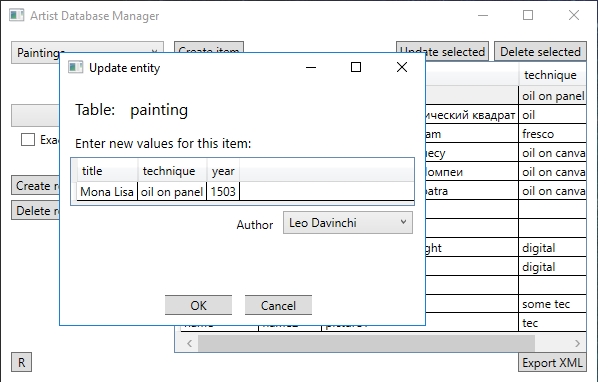 Artist Database Manager
Paintings
Create item
Update selected
Delete selected
Update entity
Table: painting
Enter new values for this item:
title technique year
Mona Lisa oil on panel 1503
Author Leo Davinchi
OK Cancel
technique
oil on panel
ический квадрат oil
am fresco
есу oil on canva
Помпеи oil on canva
patra oil on canva
ght digital
digital
some tec
tec
Exa
Create r
Delete r
R
Export XML